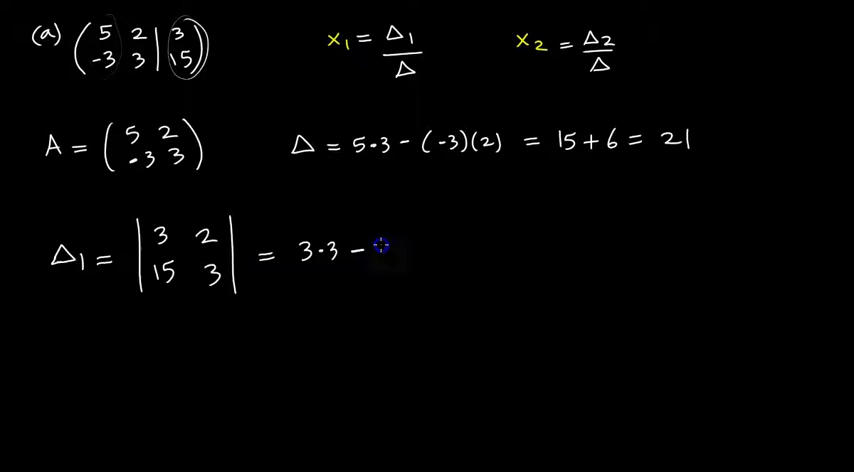 (a) ( 5 2 | 3
-3 3 | 15 )
x₁ = Δ₁ / Δ
x₂ = Δ₂ / Δ
A = ( 5 2
-3 3 )
Δ = 5·3 - (-3)(2) = 15 + 6 = 21
Δ₁ = | 3 2
15 3 | = 3·3 -